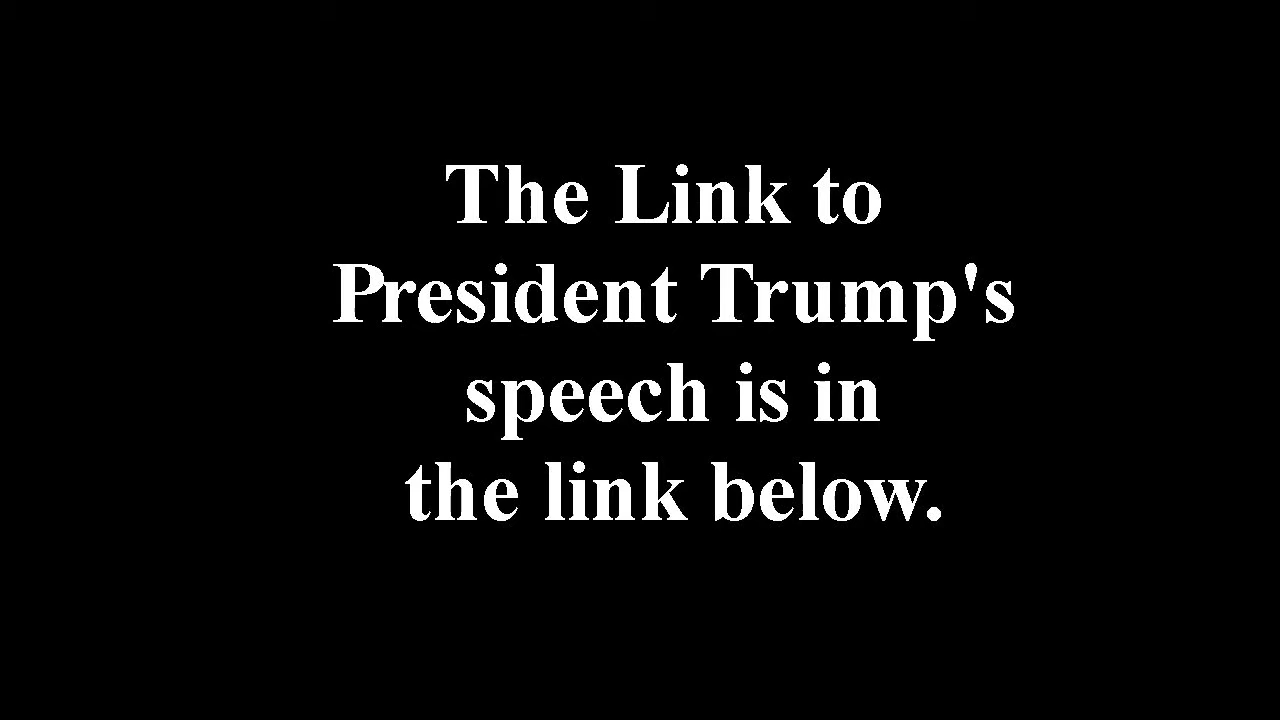 The Link to
President Trump's
speech is in
the link below.